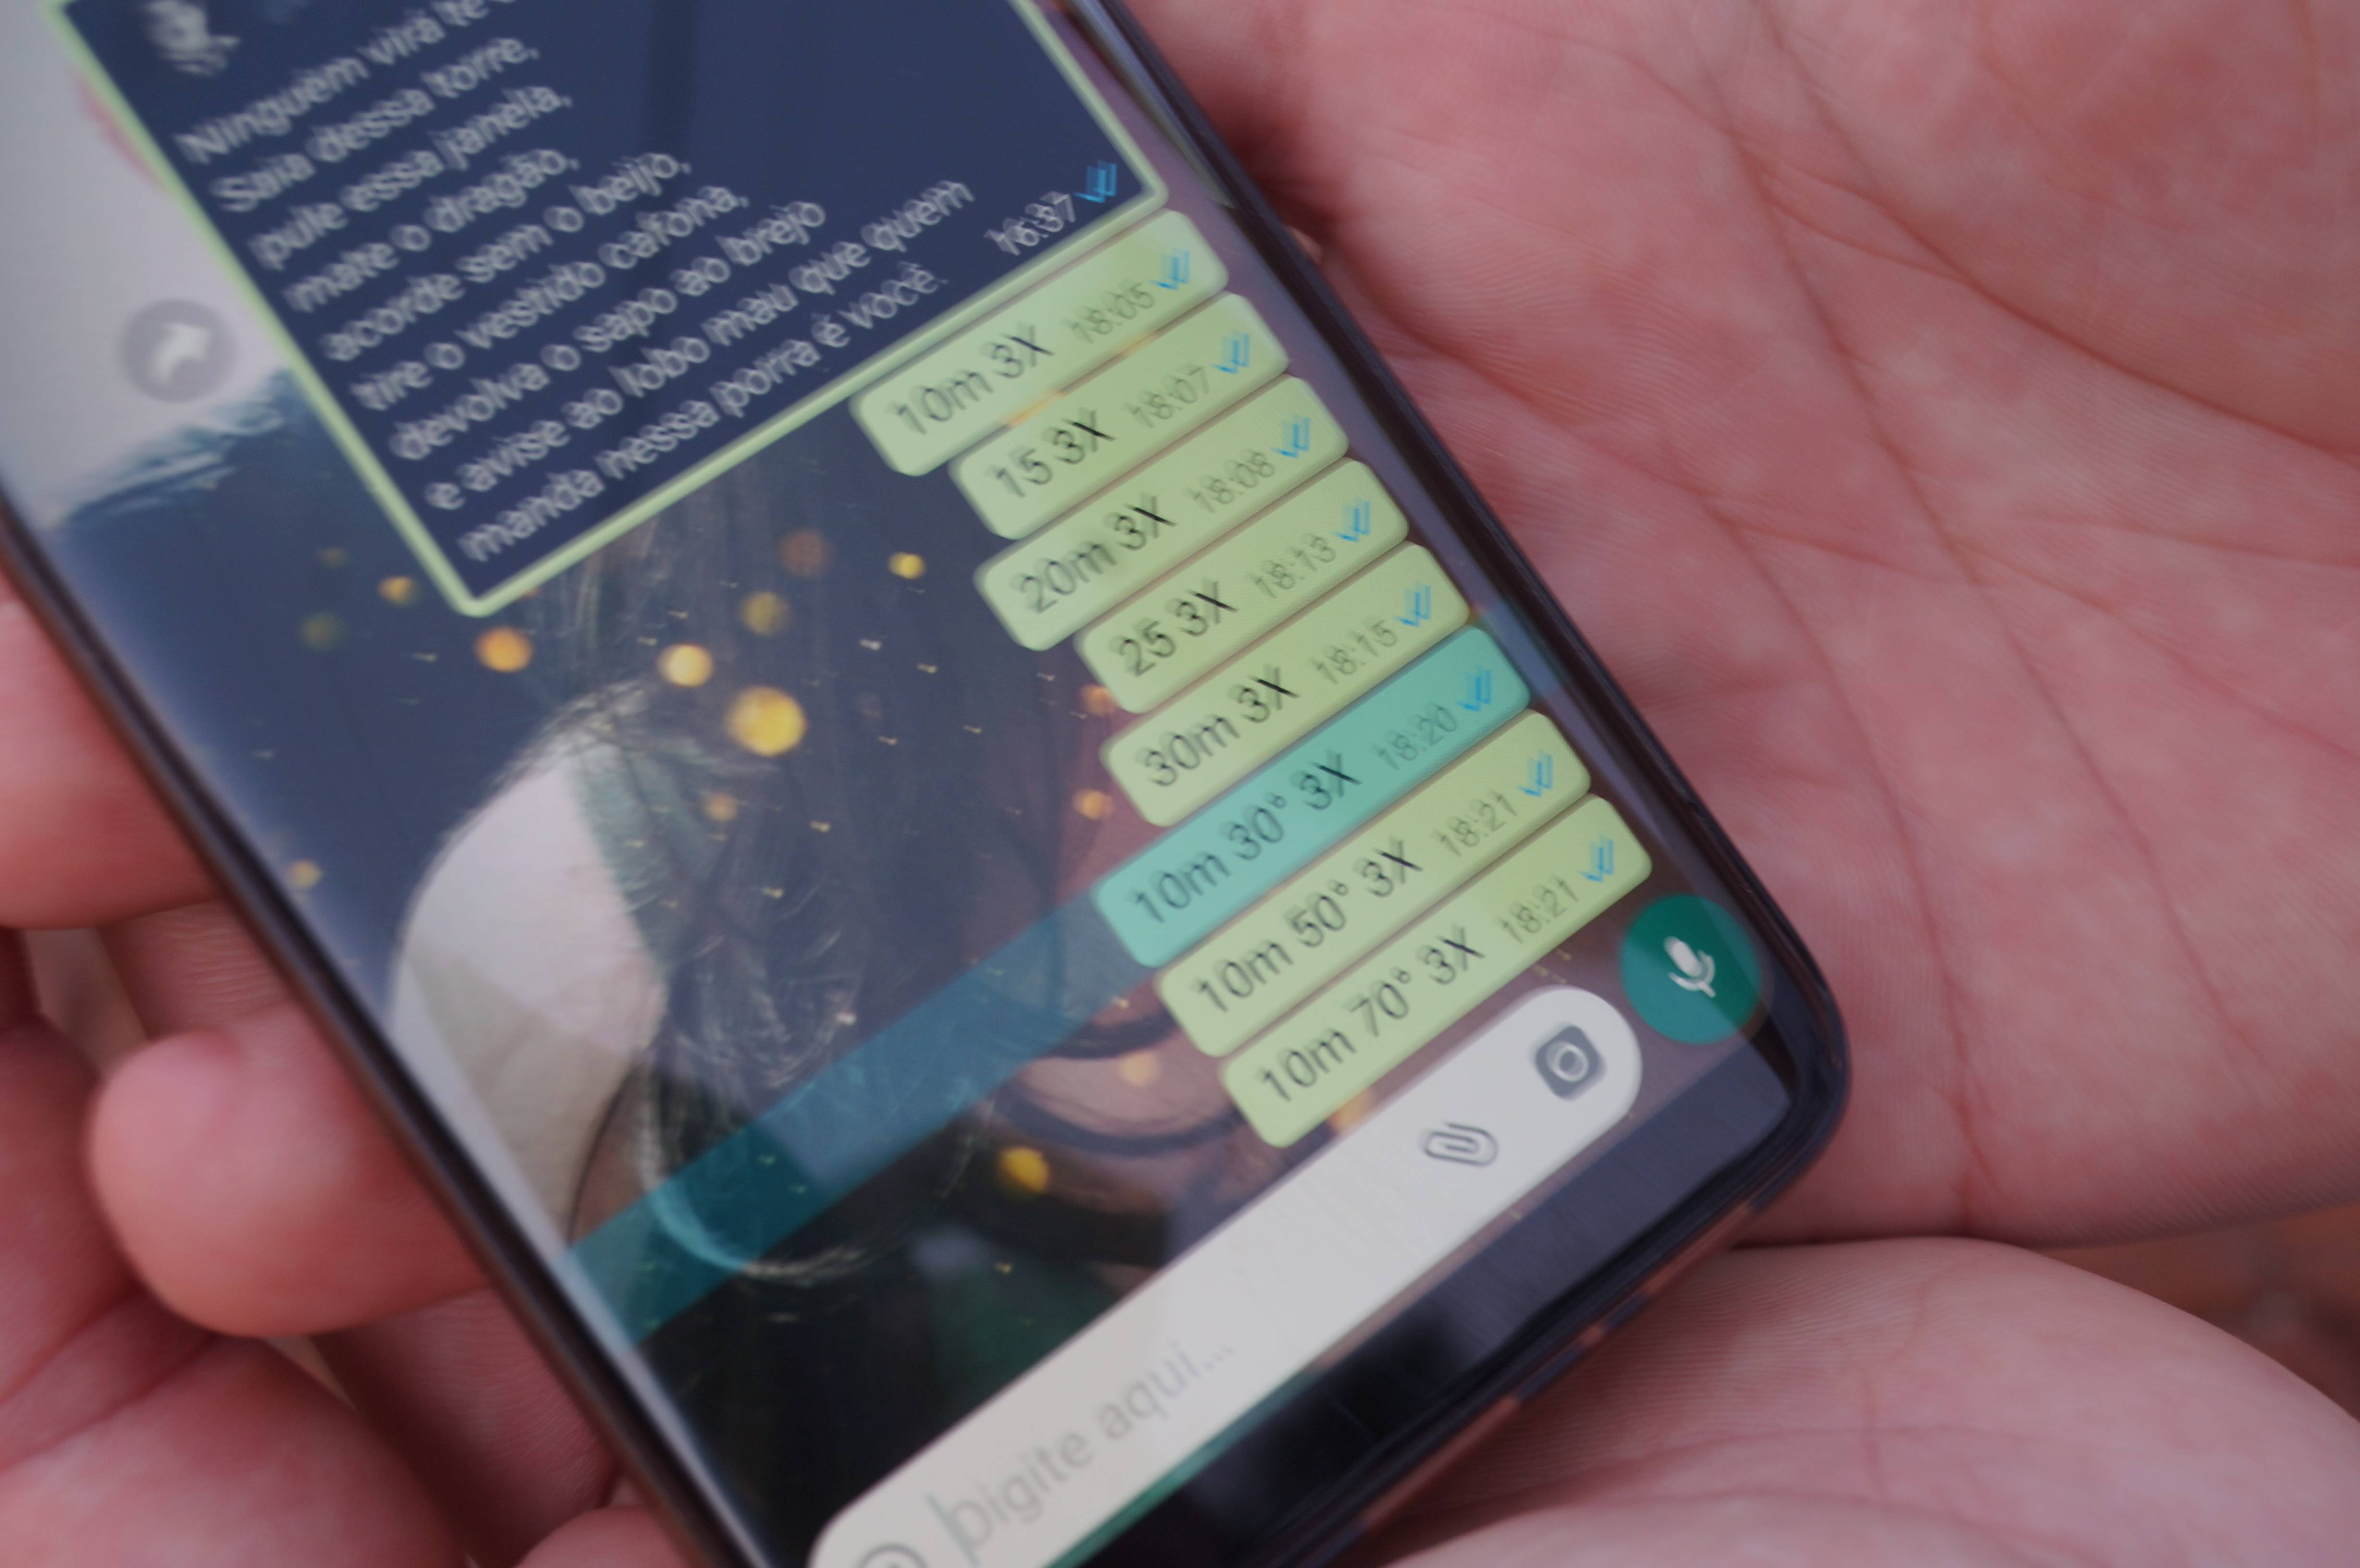 Ninguém virá te
Saia dessa torre,
pule essa janela,
mate o dragão,
acorde sem o beijo,
tire o vestido cafona,
devolva o sapo ao brejo
e avise ao lobo mau que quem
manda nessa porra é você.
16:37
10m 3X 18:05
15 3X 18:07
20m 3X 18:08
25 3X 18:13
30m 3X 18:15
10m 30° 3X 18:20
10m 50° 3X 18:21
10m 70° 3X 18:21
Digite aqui...